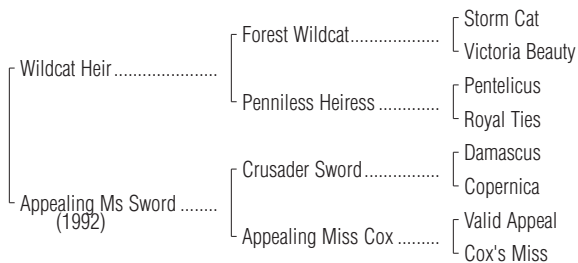 Storm Cat
Forest Wildcat....................
Victoria Beauty
Wildcat Heir......................
Pentelicus
Penniless Heiress .............
Royal Ties
Damascus
Crusader Sword.................
Copernica
Appealing Ms Sword ........
(1992)
Valid Appeal
Appealing Miss Cox .........
Cox's Miss